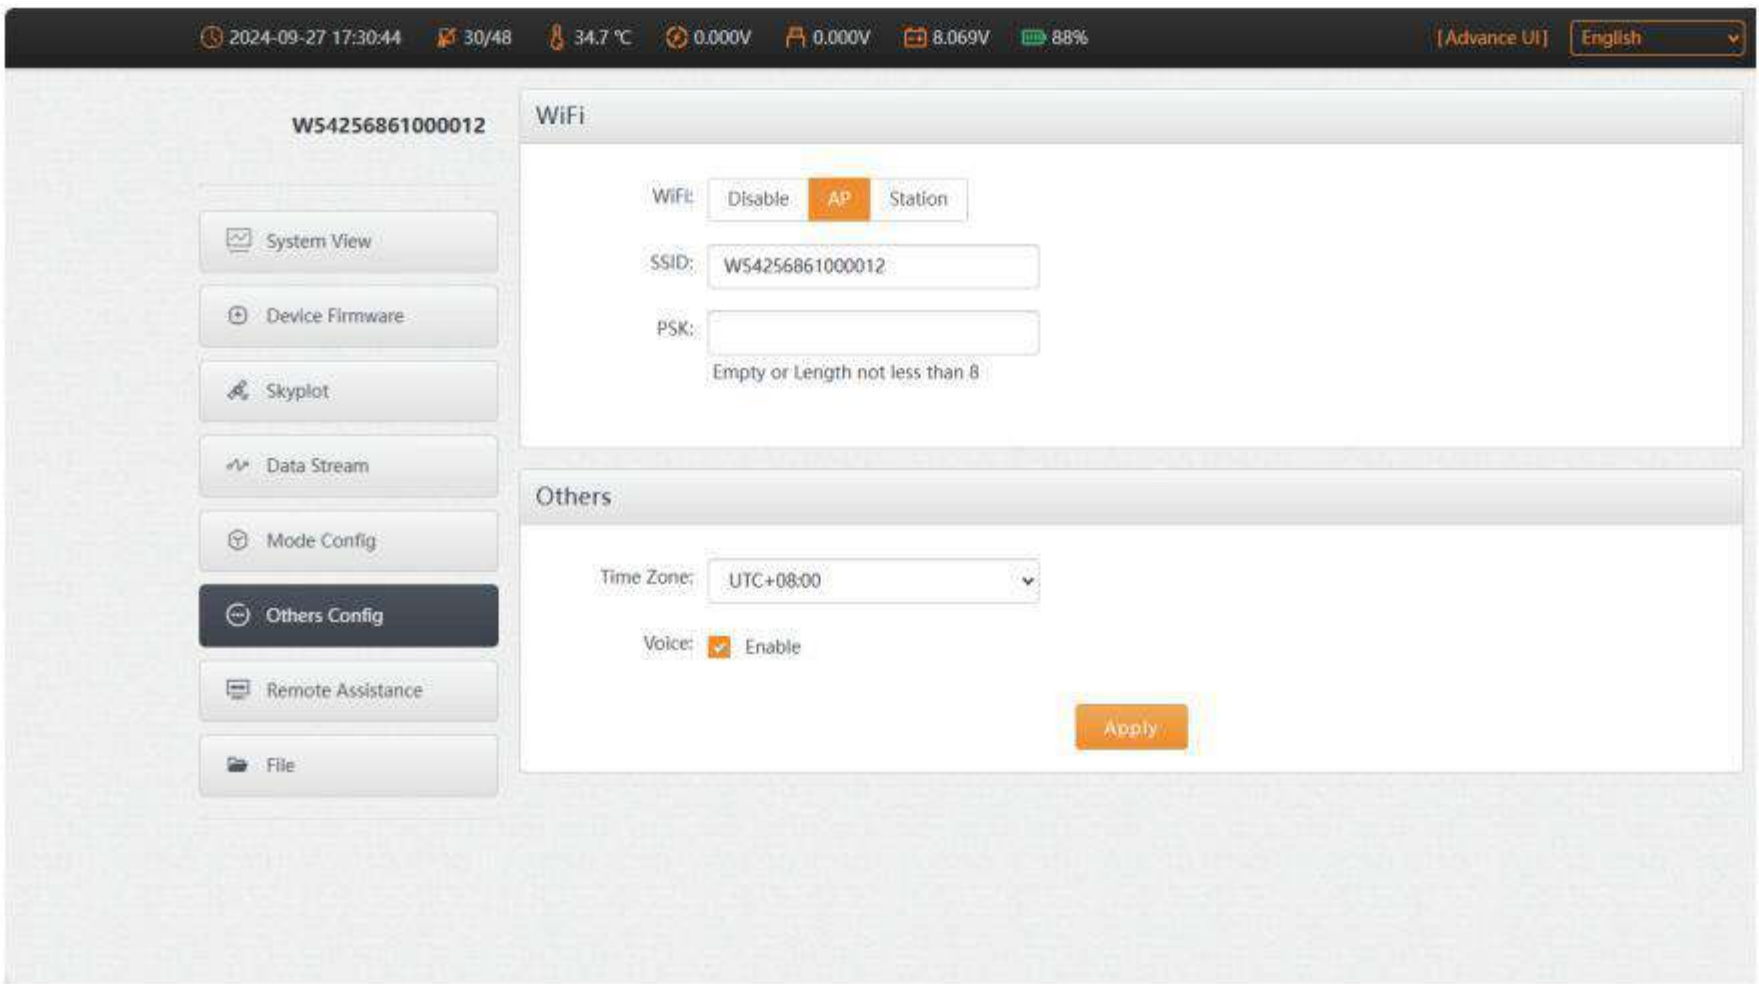 2024-09-27 17:30:44 30/48 34.7 ℃ 0.000V 0.000V 8.069V 88% [Advance UI] English
W54256861000012
System View
Device Firmware
Skyplot
Data Stream
Mode Config
Others Config
Remote Assistance
File
WiFi
WiFi: Disable AP Station
SSID: W54256861000012
PSK:
Empty or Length not less than 8
Others
Time Zone: UTC+08:00
Voice: Enable
Apply